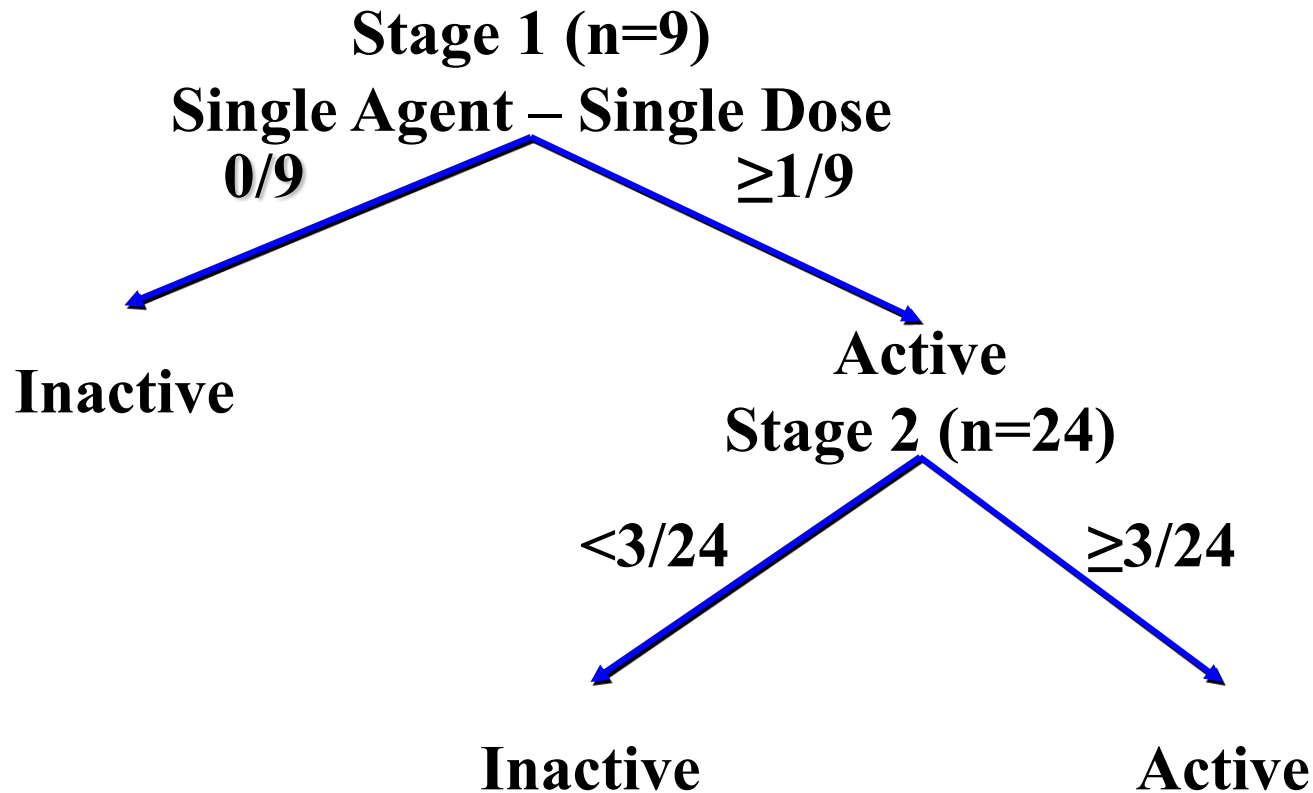 Stage 1 (n=9)
Single Agent – Single Dose
0/9
≥1/9
Inactive
Active
Stage 2 (n=24)
<3/24
≥3/24
Inactive
Active